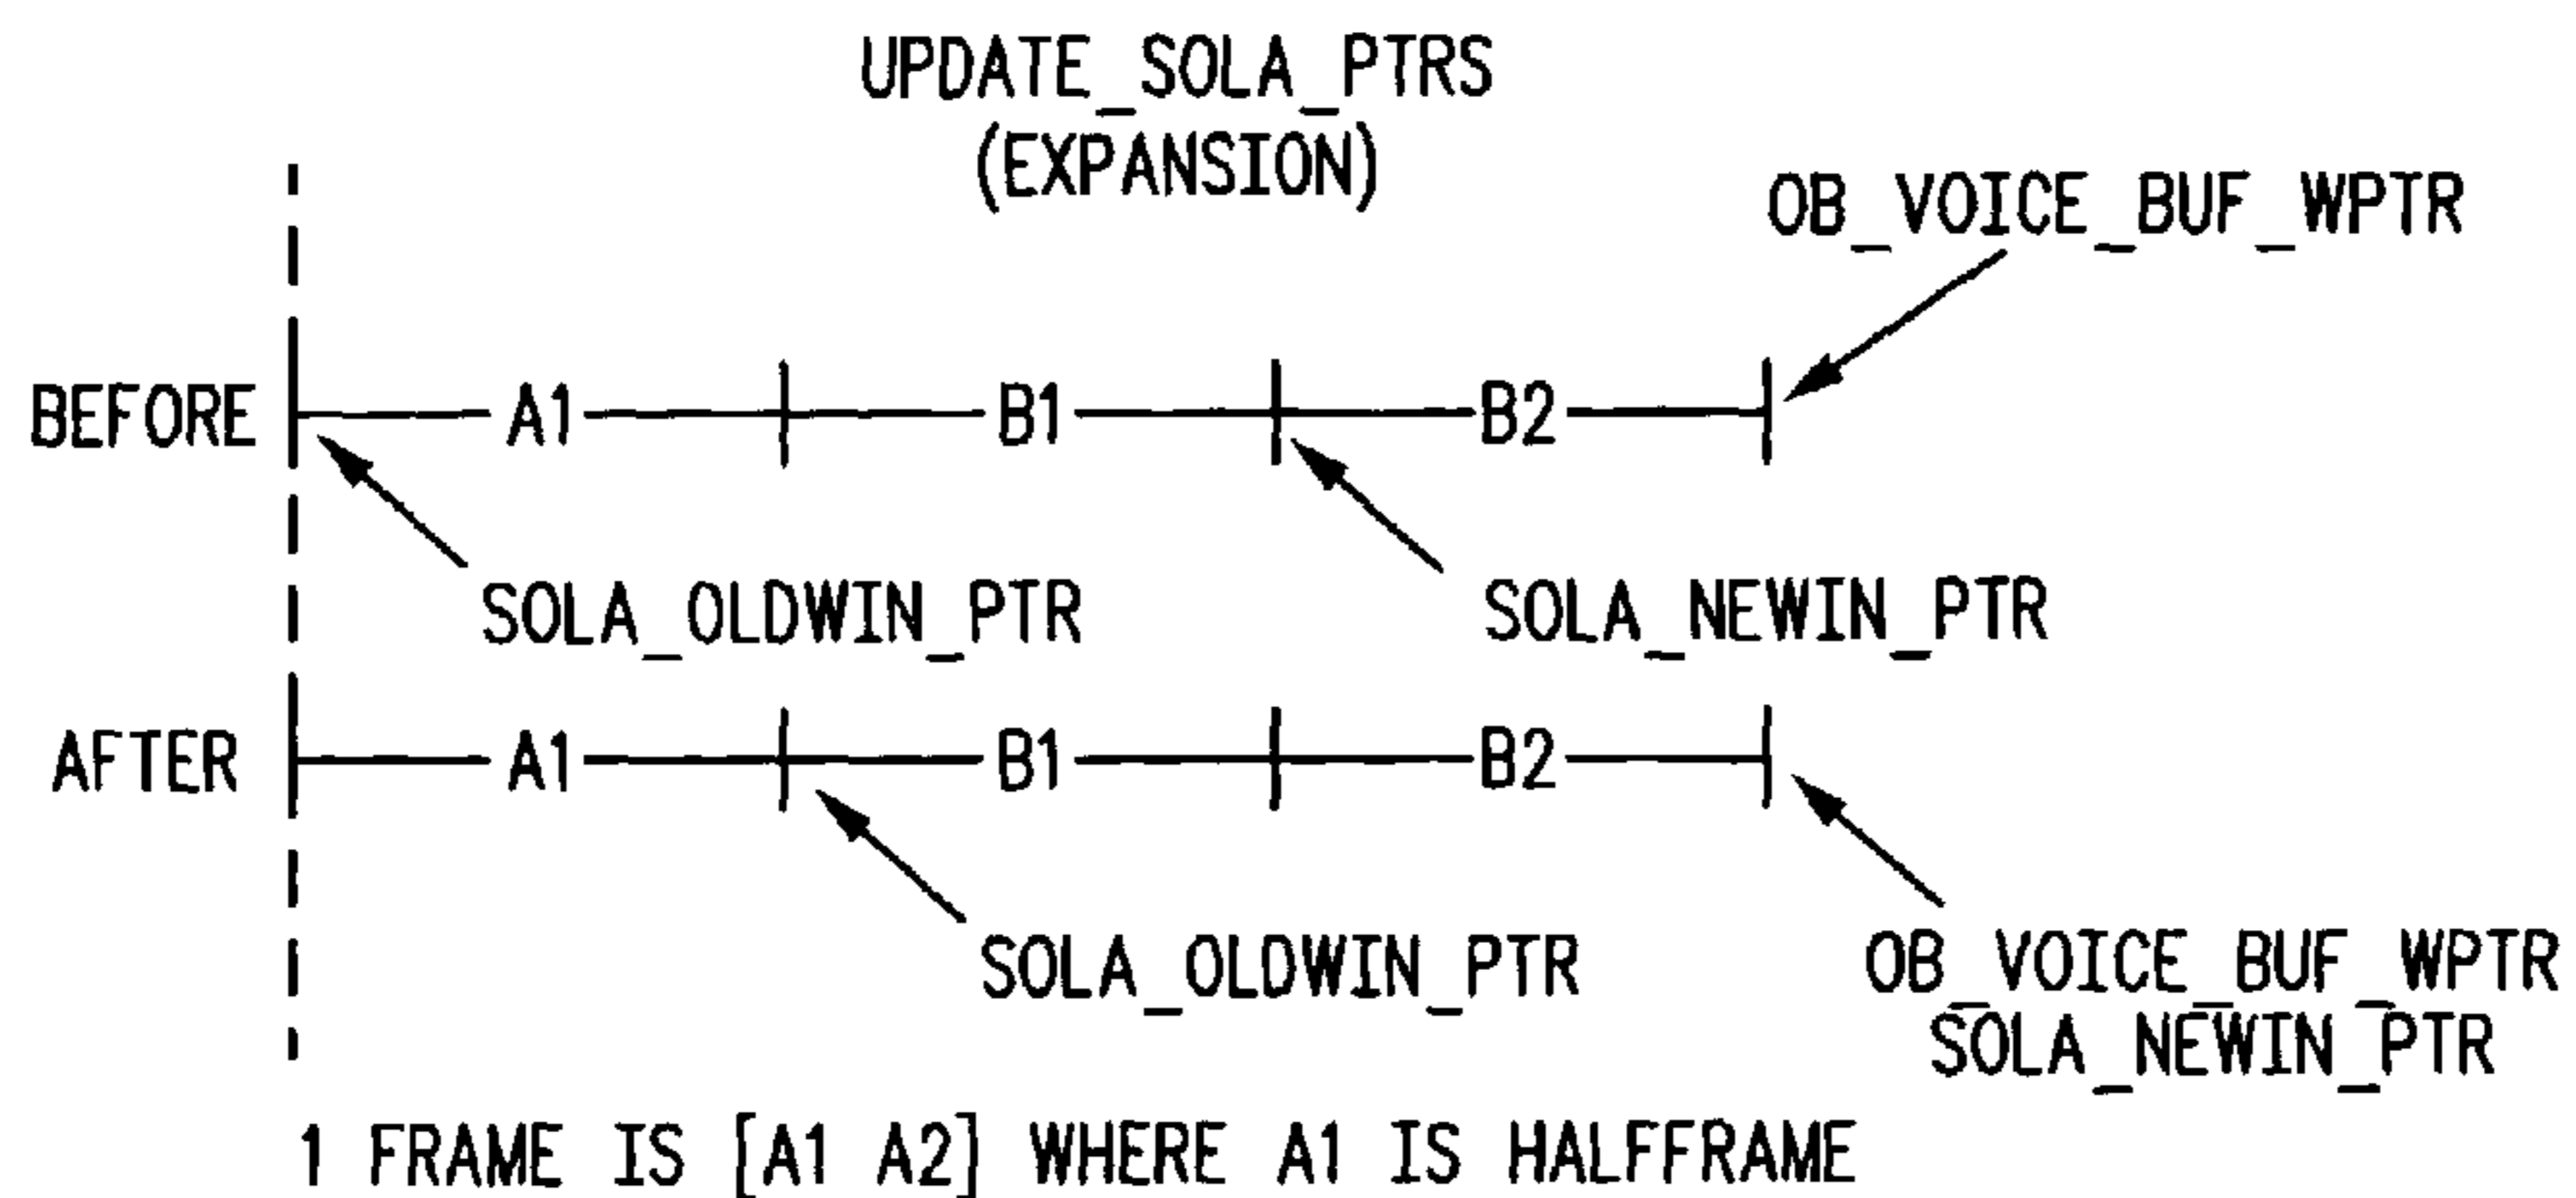 UPDATE_SOLA_PTRS
(EXPANSION)
OB_VOICE_BUF_WPTR
BEFORE A1 B1 B2
SOLA_OLDWIN_PTR SOLA_NEWIN_PTR
AFTER A1 B1 B2
SOLA_OLDWIN_PTR OB_VOICE_BUF_WPTR
SOLA_NEWIN_PTR
1 FRAME IS [A1 A2] WHERE A1 IS HALFFRAME